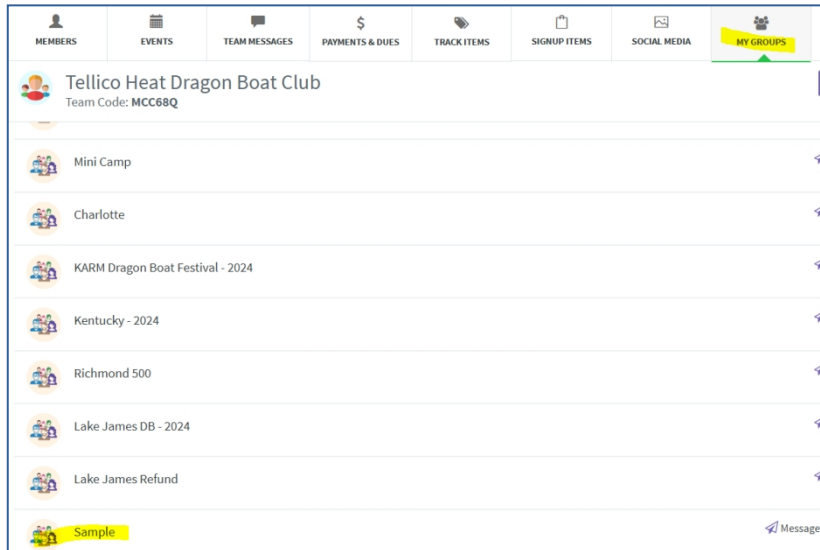 MEMBERS
EVENTS
TEAM MESSAGES
$
PAYMENTS & DUES
TRACK ITEMS
SIGNUP ITEMS
SOCIAL MEDIA
MY GROUPS
Tellico Heat Dragon Boat Club
Team Code: MCC68Q
Mini Camp
Charlotte
KARM Dragon Boat Festival - 2024
Kentucky - 2024
Richmond 500
Lake James DB - 2024
Lake James Refund
Sample
Message